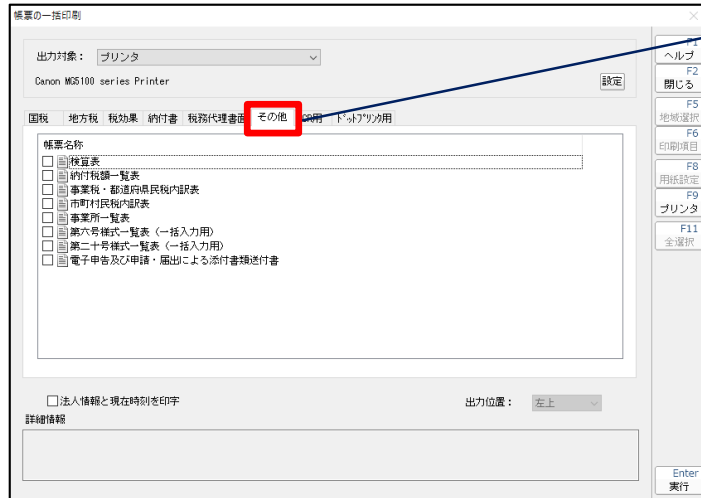 帳票の一括印刷
出力対象： プリンタ
Canon MG5100 series Printer
設定
国税 地方税 税効果 納付書 税務代理書面 その他 用 ﾄﾞｯﾄﾌﾟﾘﾝﾀ用
帳票名称
検算表
納付税額一覧表
事業税・都道府県民税内訳表
市町村民税内訳表
事業所一覧表
第六号様式一覧表（一括入力用）
第二十号様式一覧表（一括入力用）
電子申告及び申請・届出による添付書類送付書
法人情報と現在時刻を印字
出力位置： 左上
詳細情報
F1
ヘルプ
F2
閉じる
F5
地域選択
F6
印刷項目
F8
用紙設定
F9
プリンタ
F11
全選択
Enter
実行